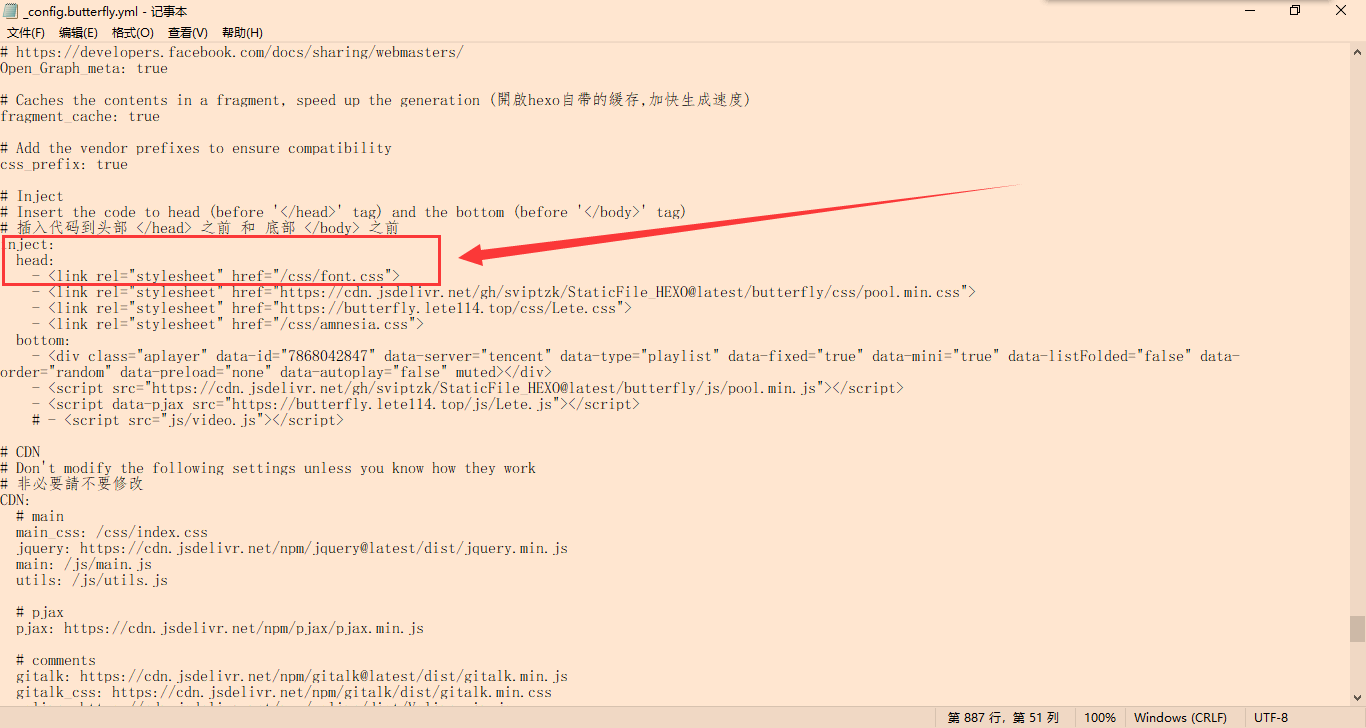 _config.butterfly.yml - 记事本
文件(F) 编辑(E) 格式(O) 查看(V) 帮助(H)
# https://developers.facebook.com/docs/sharing/webmasters/
Open_Graph_meta: true
# Caches the contents in a fragment, speed up the generation (開啟hexo自帶的緩存,加快生成速度)
fragment_cache: true
# Add the vendor prefixes to ensure compatibility
css_prefix: true
# Inject
# Insert the code to head (before '</head>' tag) and the bottom (before '</body>' tag)
# 插入代码到头部 </head> 之前 和 底部 </body> 之前
inject:
head:
- <link rel="stylesheet" href="/css/font.css">
- <link rel="stylesheet" href="https://cdn.jsdelivr.net/gh/sviptzk/StaticFile_HEXO@latest/butterfly/css/pool.min.css">
- <link rel="stylesheet" href="https://butterfly.lete114.top/css/Lete.css">
- <link rel="stylesheet" href="/css/amnesia.css">
bottom:
- <div class="aplayer" data-id="7868042847" data-server="tencent" data-type="playlist" data-fixed="true" data-mini="true" data-listFolded="false" data-
order="random" data-preload="none" data-autoplay="false" muted></div>
- <script src="https://cdn.jsdelivr.net/gh/sviptzk/StaticFile_HEXO@latest/butterfly/js/pool.min.js"></script>
- <script data-pjax src="https://butterfly.lete114.top/js/Lete.js"></script>
# - <script src="js/video.js"></script>
# CDN
# Don't modify the following settings unless you know how they work
# 非必要請不要修改
CDN:
# main
main_css: /css/index.css
jquery: https://cdn.jsdelivr.net/npm/jquery@latest/dist/jquery.min.js
main: /js/main.js
utils: /js/utils.js
# pjax
pjax: https://cdn.jsdelivr.net/npm/pjax/pjax.min.js
# comments
gitalk: https://cdn.jsdelivr.net/npm/gitalk@latest/dist/gitalk.min.js
gitalk_css: https://cdn.jsdelivr.net/npm/gitalk/dist/gitalk.min.css
第 887 行，第 51 列 100% Windows (CRLF) UTF-8